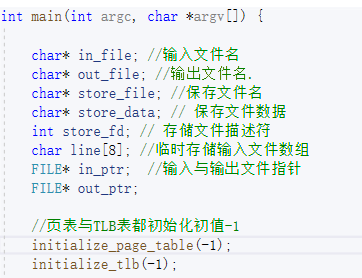 int main(int argc, char *argv[]) {
char* in_file; //输入文件名
char* out_file; //输出文件名.
char* store_file; //保存文件名
char* store_data; // 保存文件数据
int store_fd; // 存储文件描述符
char line[8]; //临时存储输入文件数组
FILE* in_ptr;  //输入与输出文件指针
FILE* out_ptr;
//页表与TLB表都初始化初值-1
initialize_page_table(-1);
initialize_tlb(-1);